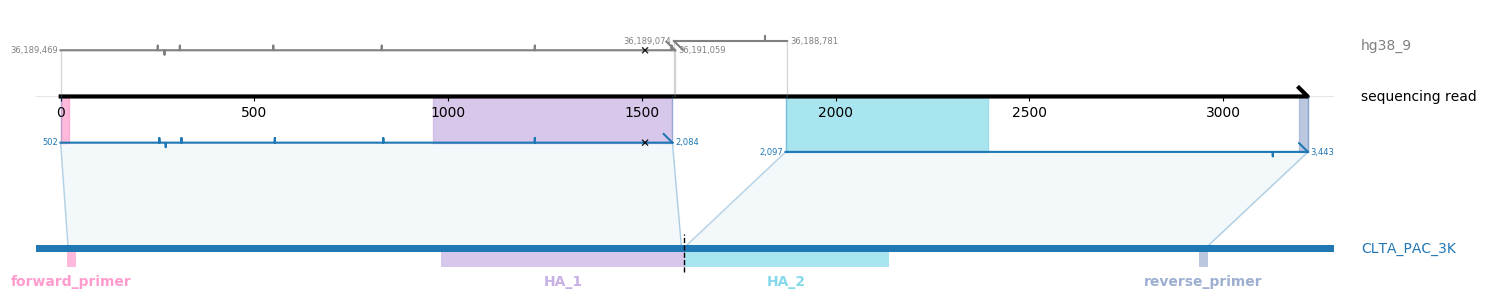 36,189,074 36,188,781
36,189,469 36,191,059 hg38_9
sequencing read
0 500 1000 1500 2000 2500 3000
502 2,084
2,097 3,443
CLTA_PAC_3K
forward_primer HA_1 HA_2 reverse_primer